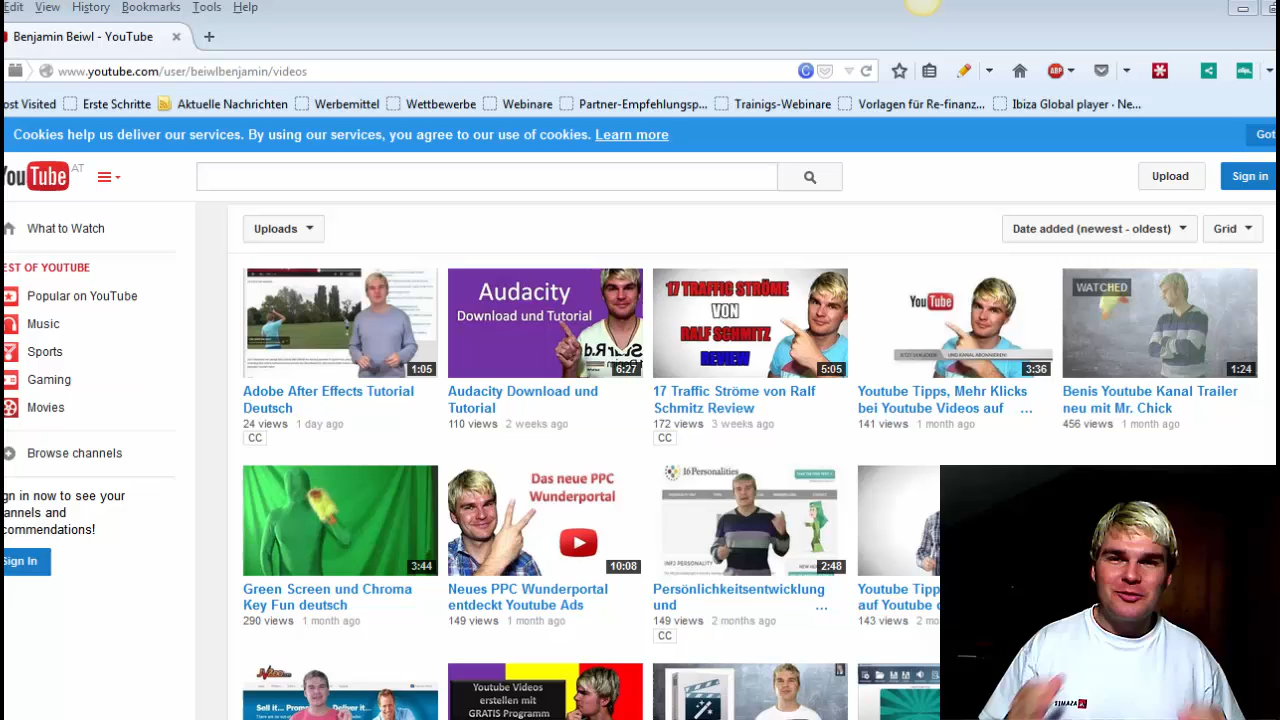 Edit View History Bookmarks Tools Help
Benjamin Beiwl - YouTube
www.youtube.com/user/beiwlbenjamin/videos
ost Visited Erste Schritte Aktuelle Nachrichten Werbemittel Wettbewerbe Webinare Partner-Empfehlungsp... Trainigs-Webinare Vorlagen für Re-finanz... Ibiza Global player · Ne...
Cookies help us deliver our services. By using our services, you agree to our use of cookies. Learn more
Got
YouTube AT
Upload
Sign in
What to Watch
Uploads
Date added (newest - oldest)
Grid
EST OF YOUTUBE
Popular on YouTube
Music
Sports
Gaming
Movies
Browse channels
gn in now to see your
annels and
commendations!
Sign In
1:05
Adobe After Effects Tutorial
Deutsch
24 views 1 day ago
CC
Audacity
Download und Tutorial
6:27
Audacity Download und
Tutorial
110 views 2 weeks ago
17 TRAFFIC STRÖME
VON
RALF SCHMITZ
REVIEW
5:05
17 Traffic Ströme von Ralf
Schmitz Review
172 views 3 weeks ago
CC
YouTube
JETZT UND KANAL ABONNIEREN!
3:36
Youtube Tipps, Mehr Klicks
bei Youtube Videos auf ...
141 views 1 month ago
WATCHED
1:24
Benis Youtube Kanal Trailer
neu mit Mr. Chick
456 views 1 month ago
3:44
Green Screen und Chroma
Key Fun deutsch
290 views 1 month ago
Das neue PPC
Wunderportal
10:08
Neues PPC Wunderportal
entdeckt Youtube Ads
149 views 1 month ago
16Personalities
2:48
Persönlichkeitsentwicklung
und ...
149 views 2 months ago
CC
Youtube Tipp
auf Youtube
143 views 2 mo
Sell it... Promo
Youtube Videos
erstellen mit
GRATIS Programm